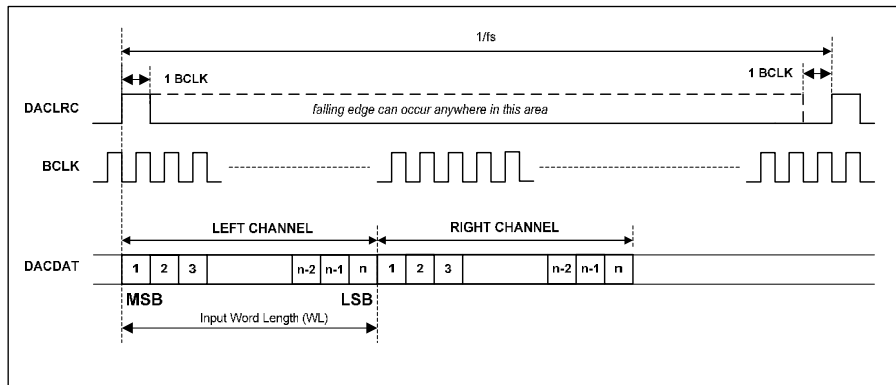 1/fs
1 BCLK
1 BCLK
DACLRC
falling edge can occur anywhere in this area
BCLK
LEFT CHANNEL
RIGHT CHANNEL
DACDAT
1 2 3 n-2 n-1 n 1 2 3 n-2 n-1 n
MSB LSB
Input Word Length (WL)